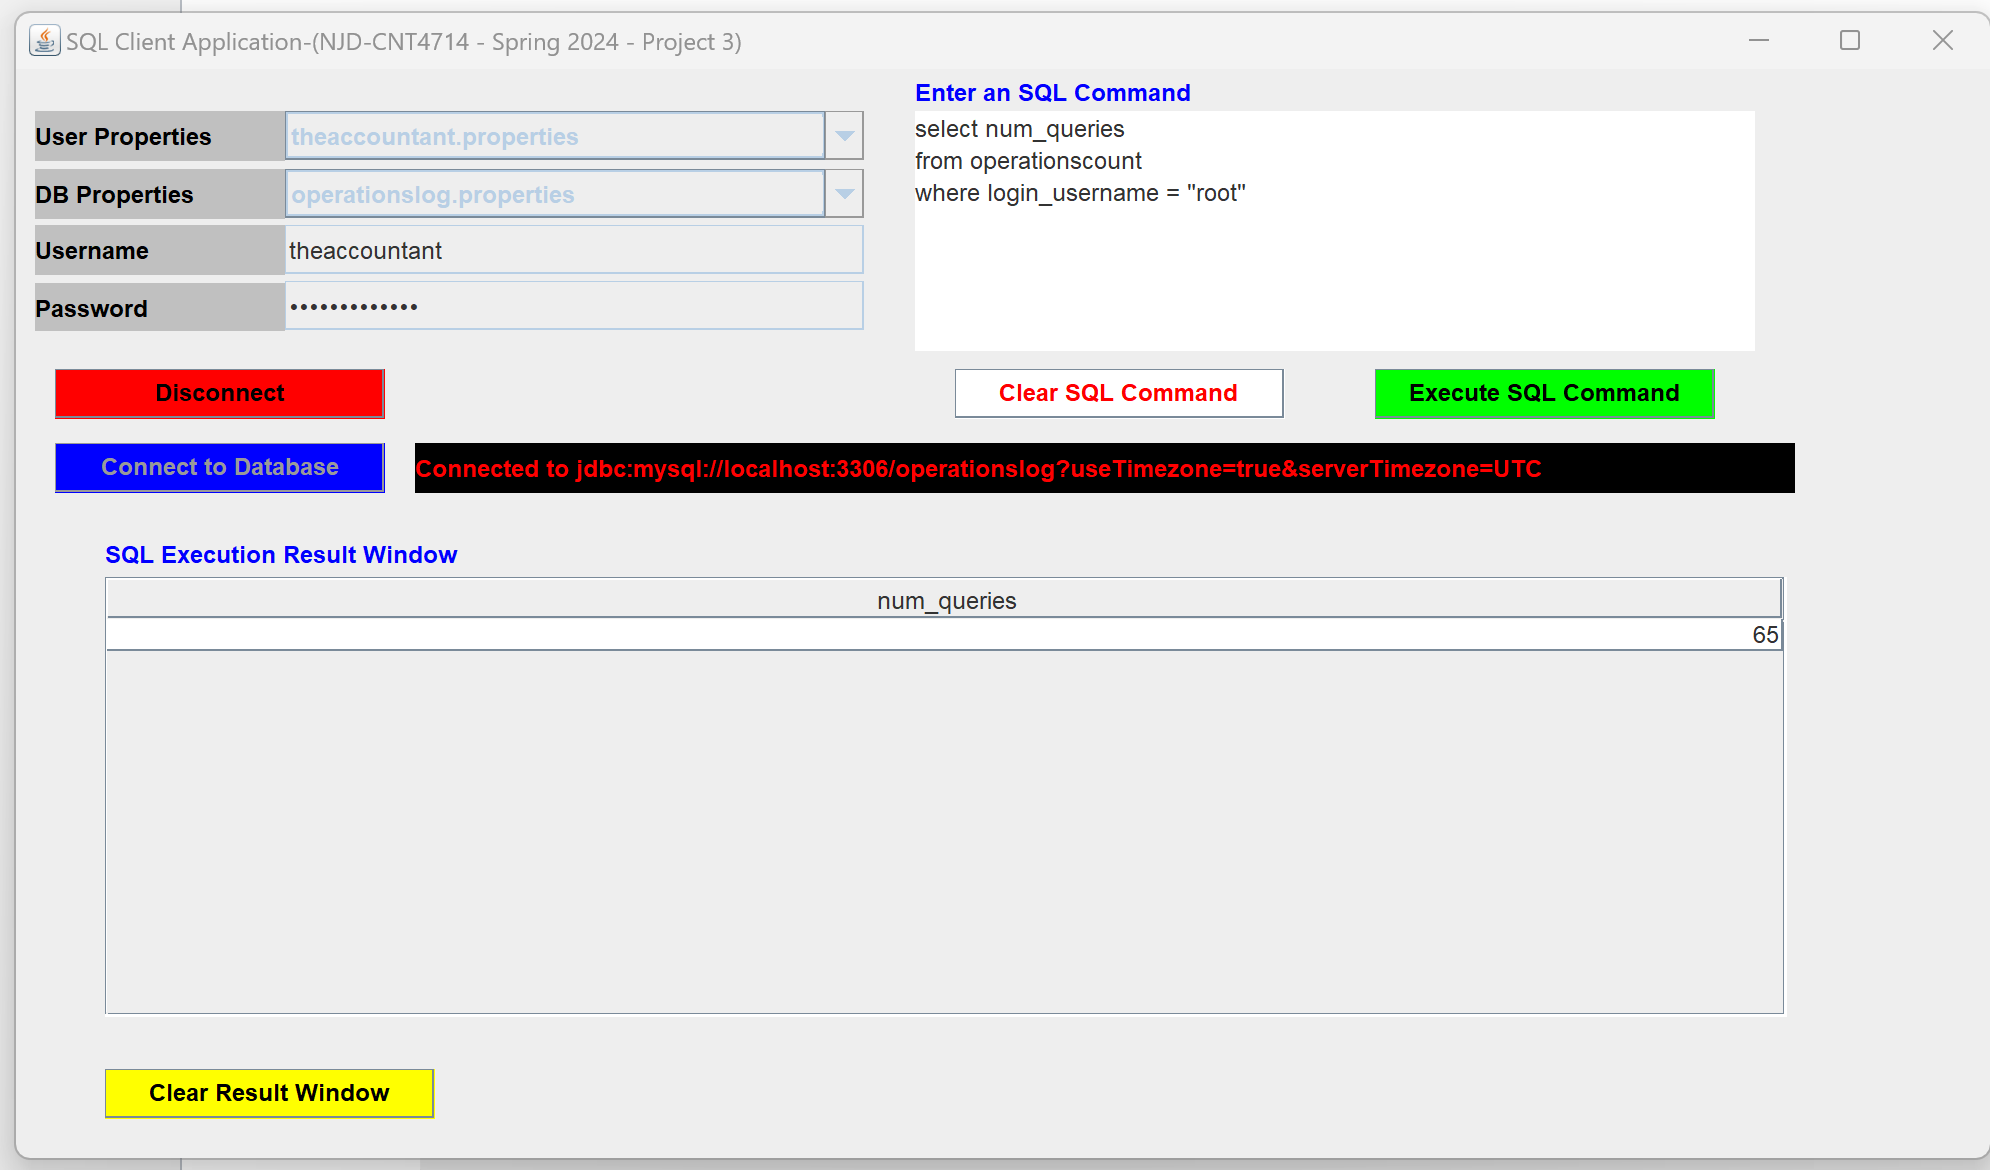 SQL Client Application-(NJD-CNT4714 - Spring 2024 - Project 3)
User Properties theaccountant.properties
DB Properties operationslog.properties
Username theaccountant
Password •••••••••••••
Enter an SQL Command
select num_queries
from operationscount
where login_username = "root"
Disconnect
Clear SQL Command
Execute SQL Command
Connect to Database
Connected to jdbc:mysql://localhost:3306/operationslog?useTimezone=true&serverTimezone=UTC
SQL Execution Result Window
num_queries
65
Clear Result Window